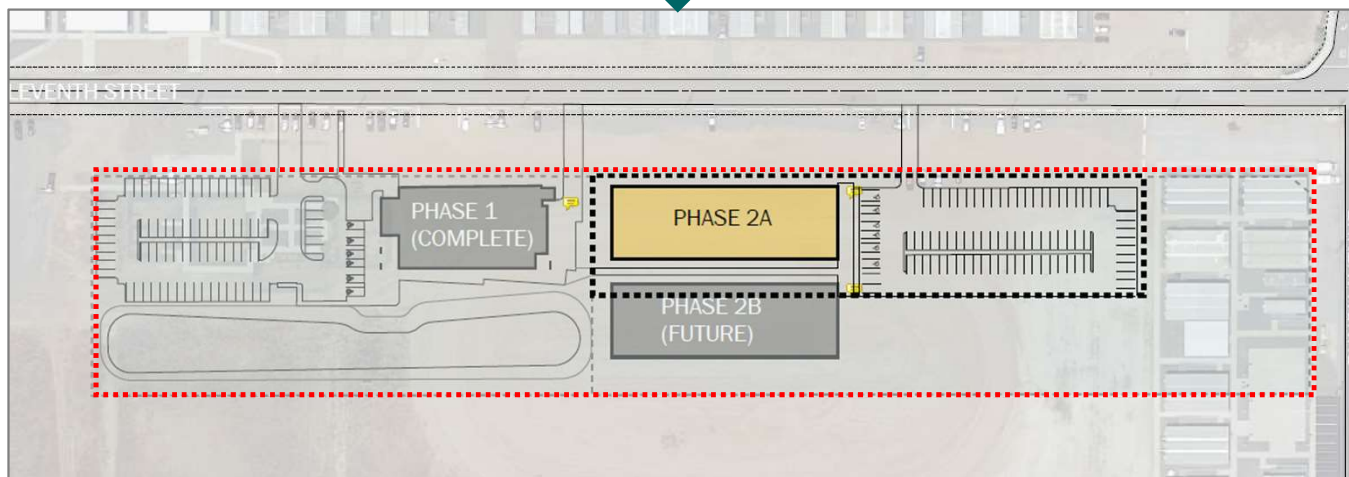 LEVENTH STREET
PHASE 1
(COMPLETE)
PHASE 2A
PHASE 2B
(FUTURE)